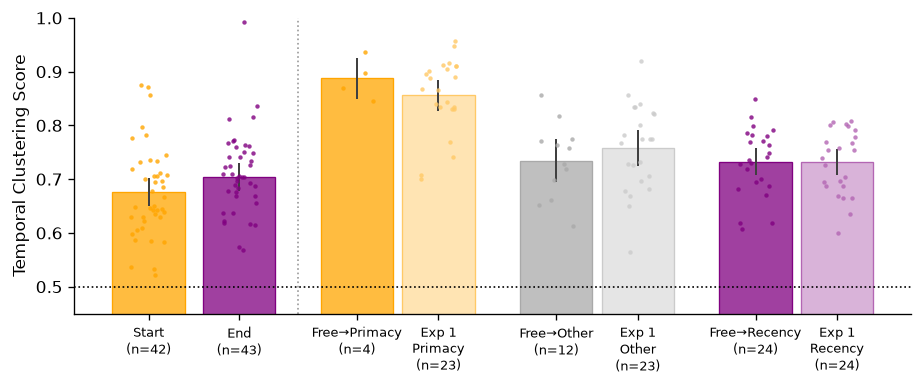 Temporal Clustering Score
1.0
0.9
0.8
0.7
0.6
0.5
Start
(n=42)
End
(n=43)
Free→Primacy
(n=4)
Exp 1
Primacy
(n=23)
Free→Other
(n=12)
Exp 1
Other
(n=23)
Free→Recency
(n=24)
Exp 1
Recency
(n=24)